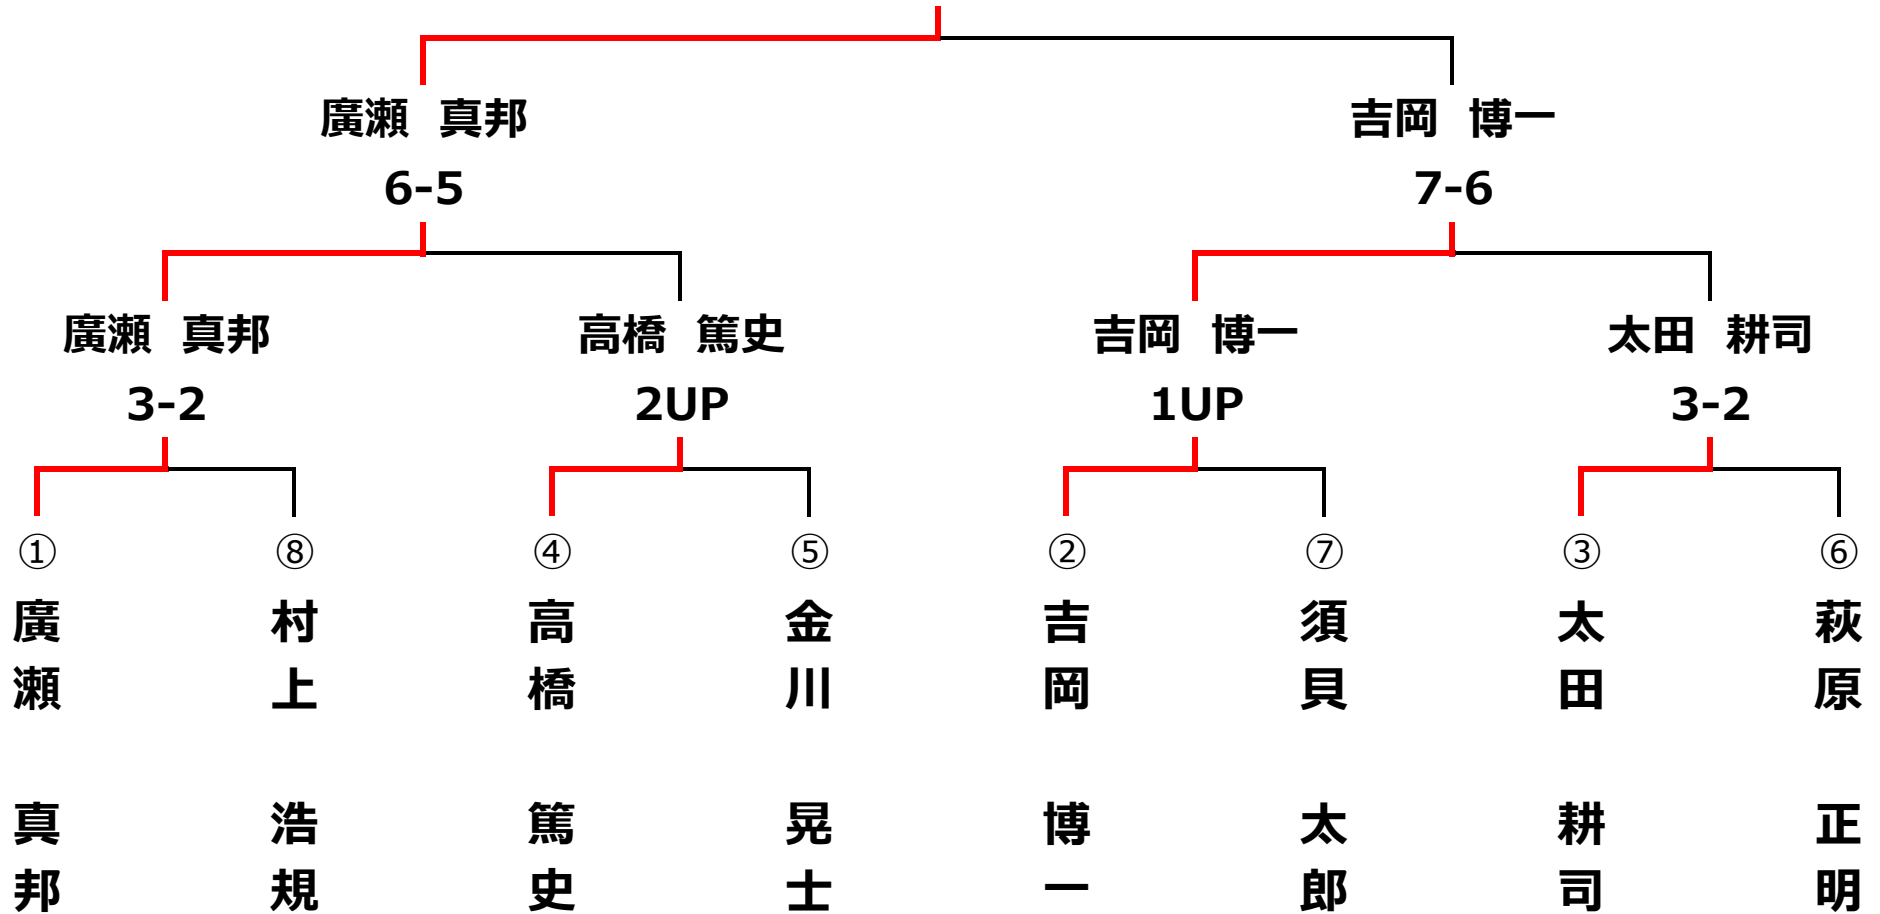 廣瀬　真邦
吉岡　博一
6-5
7-6
廣瀬　真邦
高橋　篤史
吉岡　博一
太田　耕司
3-2
2UP
1UP
3-2
①
⑧
④
⑤
②
⑦
③
⑥
廣瀬　真邦
村上　浩規
高橋　篤史
金川　晃士
吉岡　博一
須貝　太郎
太田　耕司
萩原　正明